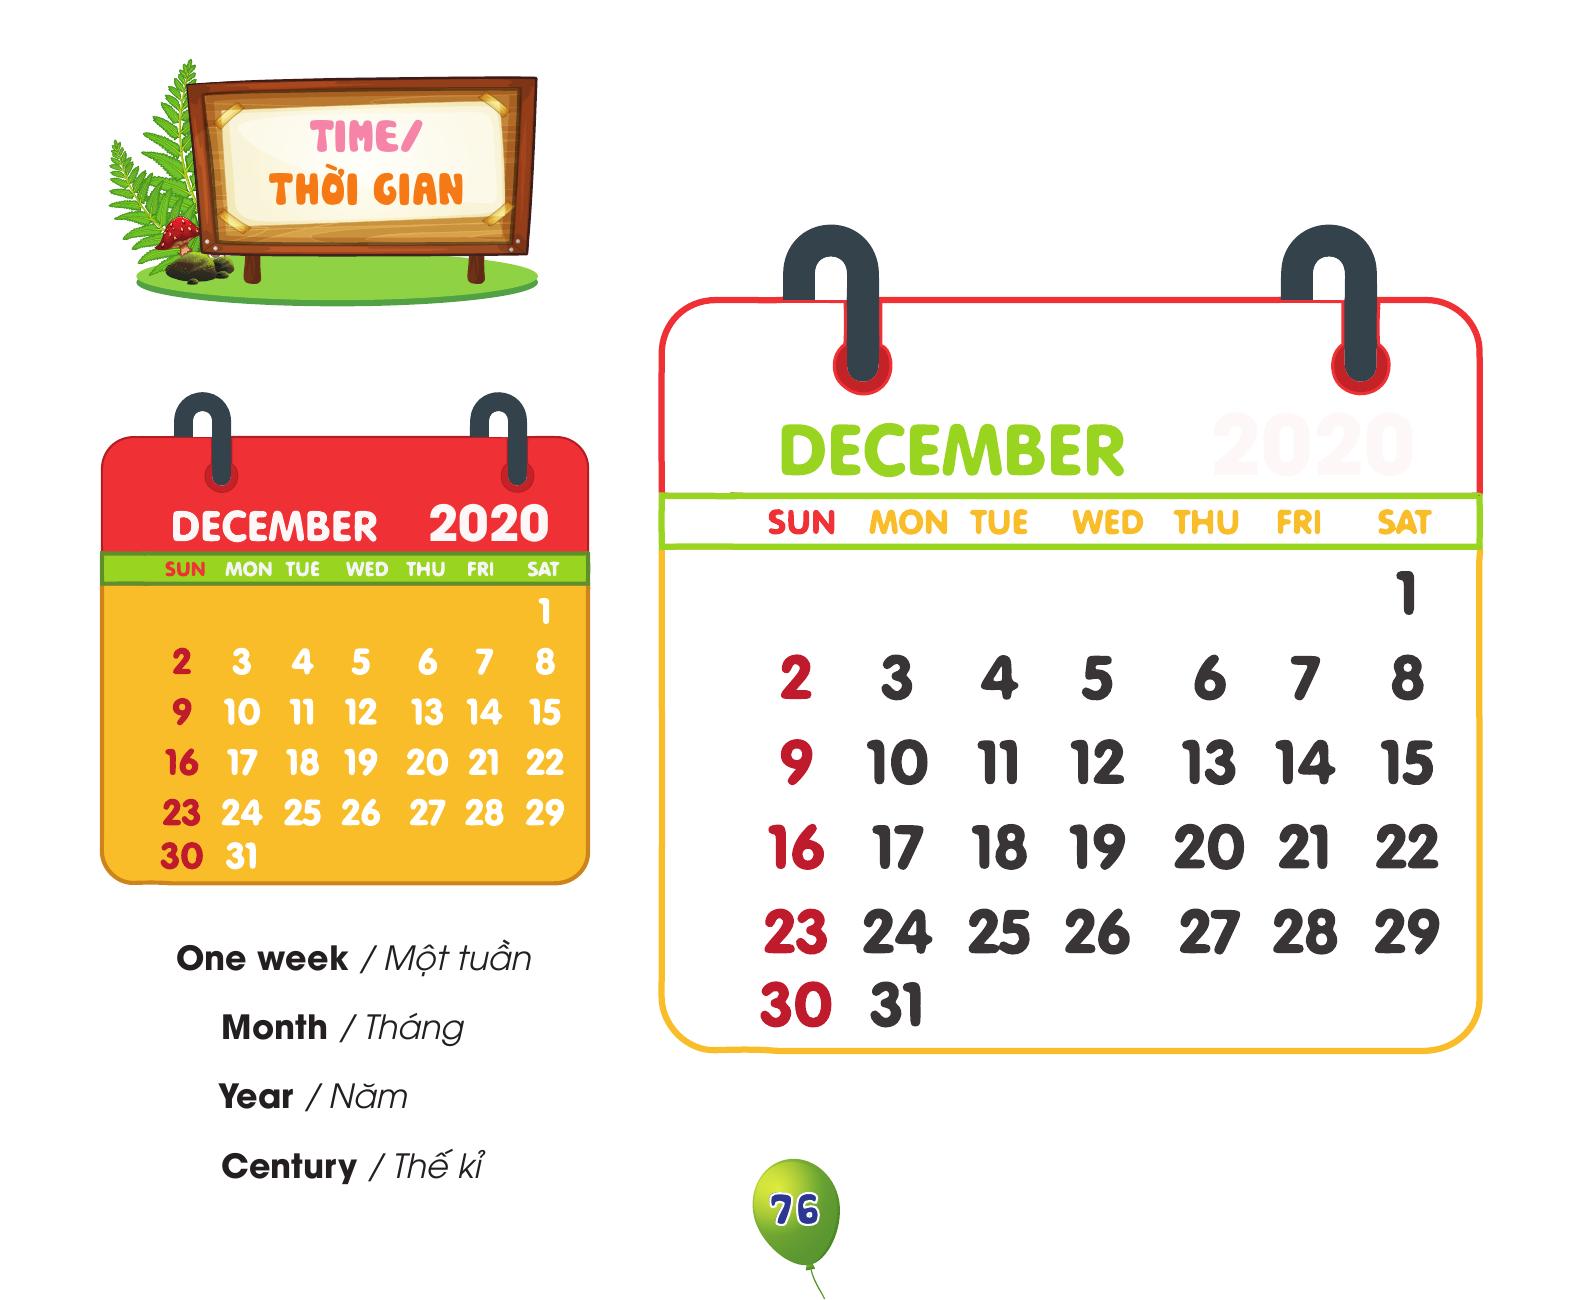 TIME/
THỜI GIAN
DECEMBER 2020
SUN MON TUE WED THU FRI SAT
1
2 3 4 5 6 7 8
9 10 11 12 13 14 15
16 17 18 19 20 21 22
23 24 25 26 27 28 29
30 31
One week / Một tuần
Month / Tháng
Year / Năm
Century / Thế kỉ
DECEMBER 2020
SUN MON TUE WED THU FRI SAT
1
2 3 4 5 6 7 8
9 10 11 12 13 14 15
16 17 18 19 20 21 22
23 24 25 26 27 28 29
30 31
76